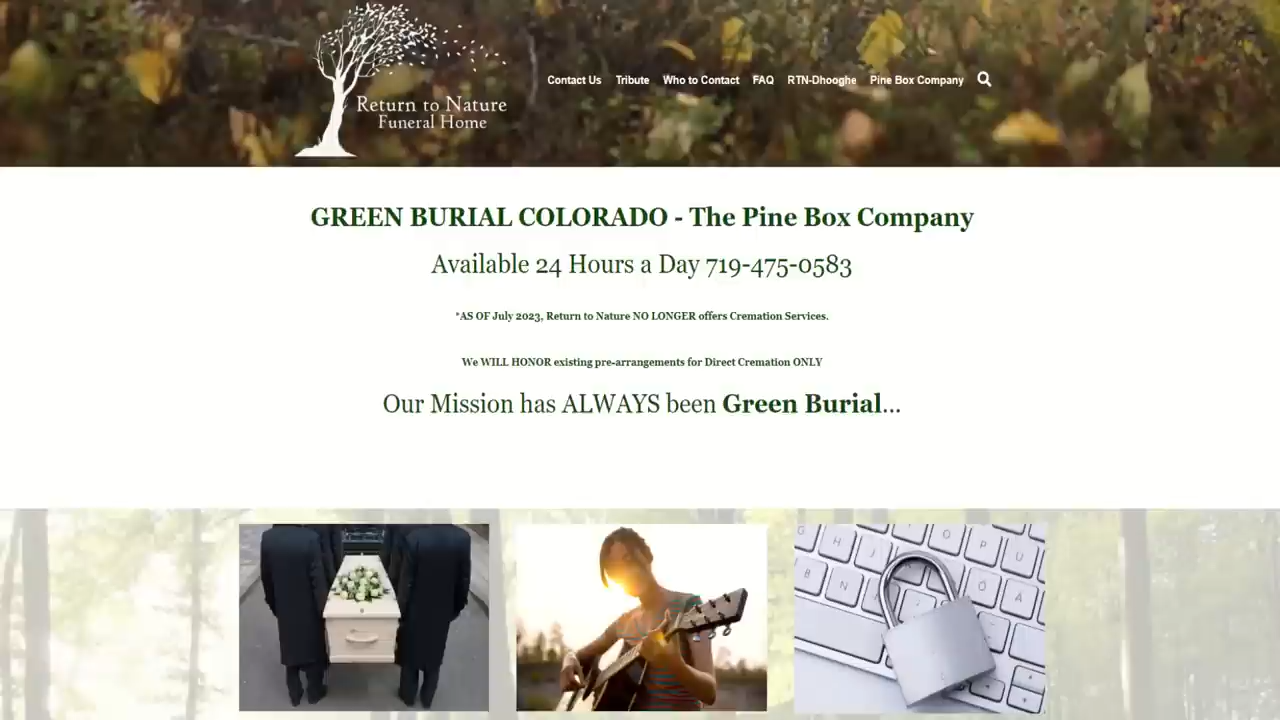 Return to Nature
Funeral Home
Contact Us Tribute Who to Contact FAQ RTN-Dhooghe Pine Box Company
GREEN BURIAL COLORADO - The Pine Box Company
Available 24 Hours a Day 719-475-0583
*AS OF July 2023, Return to Nature NO LONGER offers Cremation Services.
We WILL HONOR existing pre-arrangements for Direct Cremation ONLY
Our Mission has ALWAYS been Green Burial...
G H J O P U
B N Ö Ä